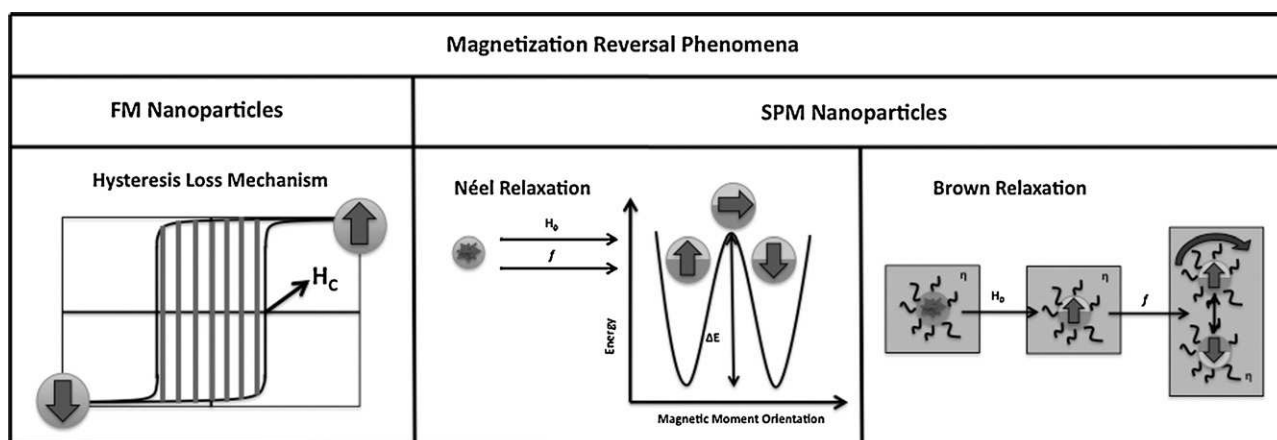 Magnetization Reversal Phenomena
FM Nanoparticles
SPM Nanoparticles
Hysteresis Loss Mechanism
H_C
Néel Relaxation
H₀
f
Energy
ΔE
Magnetic Moment Orientation
Brown Relaxation
η
H₀
η
f
η